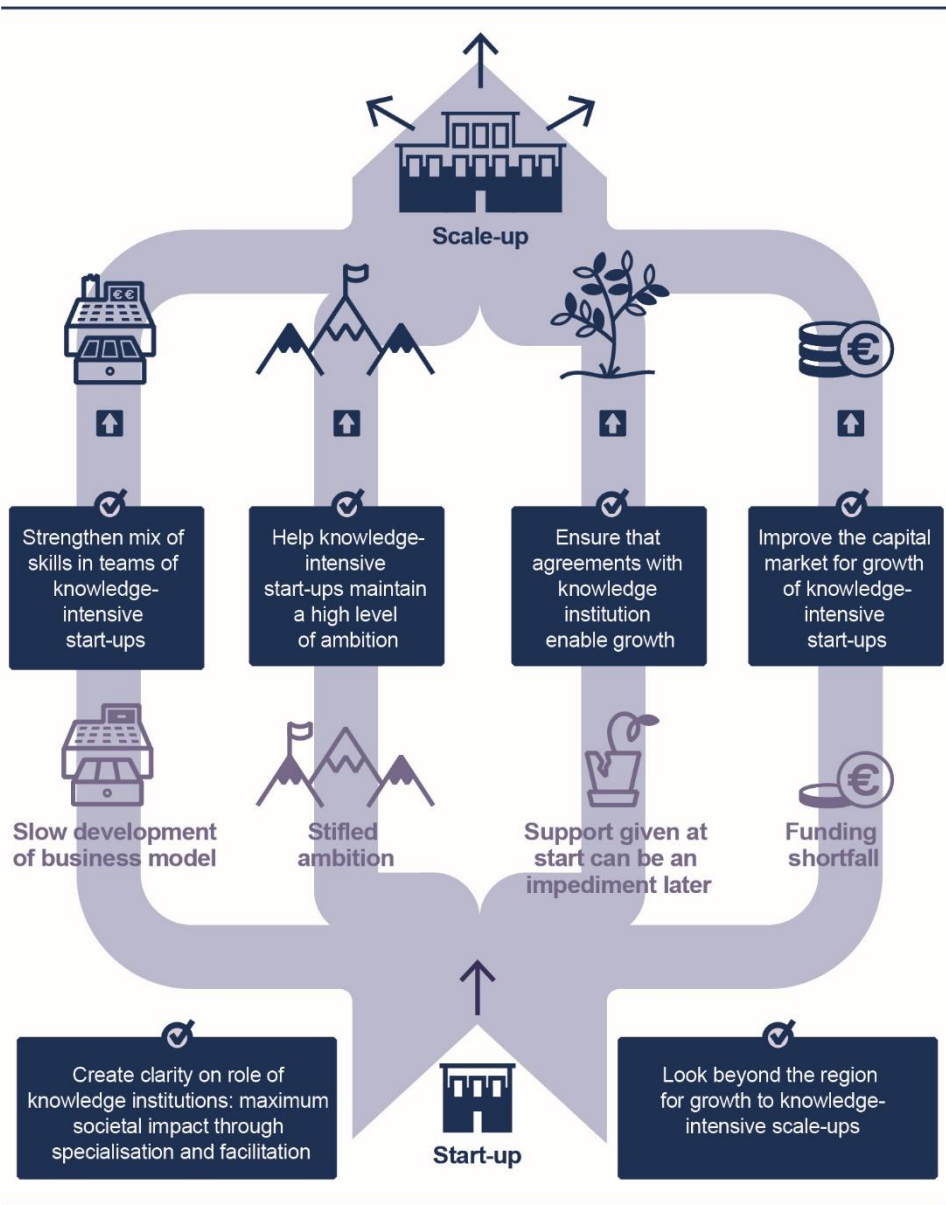 Scale-up
€€
Strengthen mix of
skills in teams of
knowledge-
intensive
start-ups
Help knowledge-
intensive
start-ups maintain
a high level
of ambition
Ensure that
agreements with
knowledge
institution
enable growth
Improve the capital
market for growth
of knowledge-
intensive
start-ups
€
Slow development
of business model
Stifled
ambition
Support given at
start can be an
impediment later
€
Funding
shortfall
Create clarity on role of
knowledge institutions: maximum
societal impact through
specialisation and facilitation
Start-up
Look beyond the region
for growth to knowledge-
intensive scale-ups